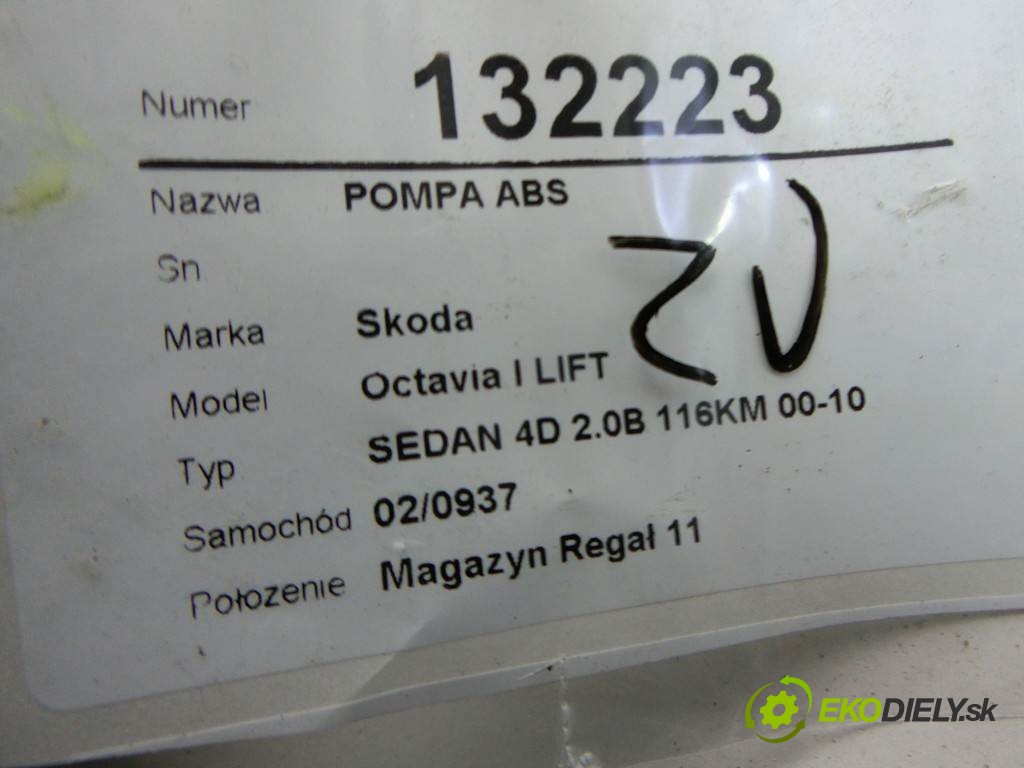 Numer 132223
Nazwa POMPA ABS
Sn
Marka Skoda
Model Octavia I LIFT
Typ SEDAN 4D 2.0B 116KM 00-10
Samochód 02/0937
Położenie Magazyn Regał 11
EKODIELY.sk